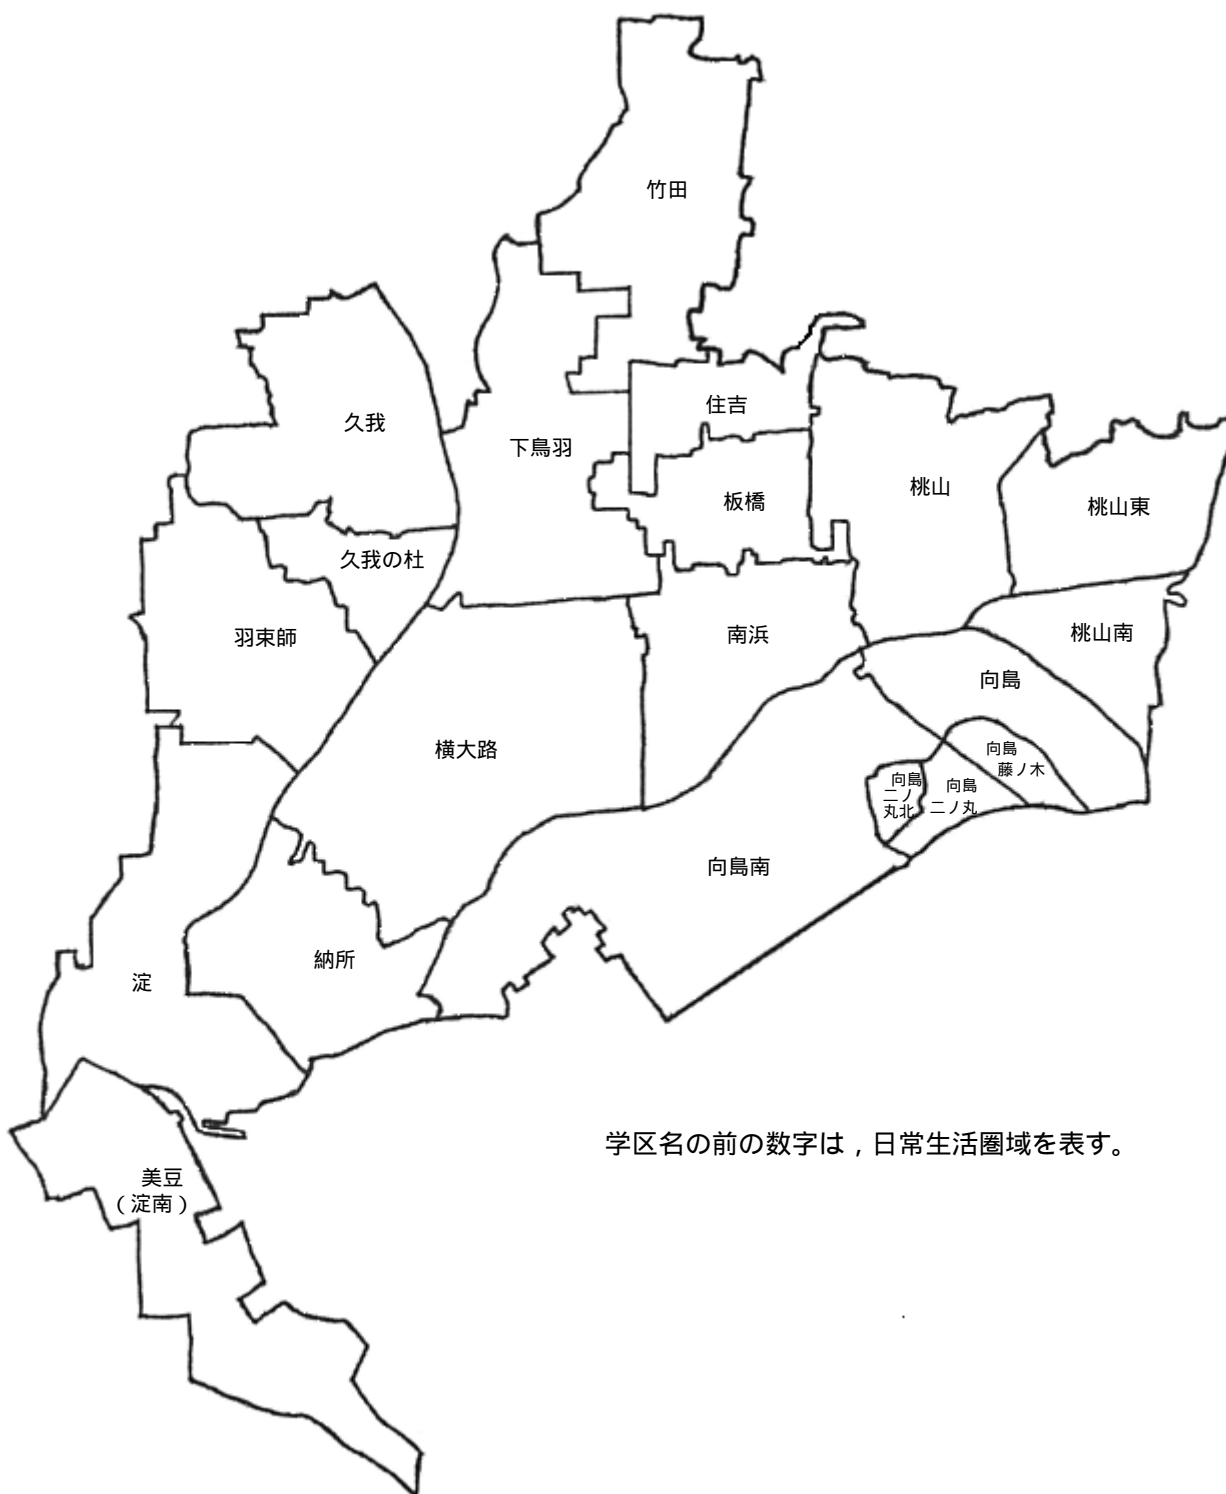 竹田
久我
下鳥羽
住吉
板橋
桃山
桃山東
久我の杜
羽束師
南浜
桃山南
向島
横大路
向島
藤ノ木
向島
二ノ
丸北
向島
二ノ丸
向島南
納所
淀
学区名の前の数字は，日常生活圏域を表す。
美豆
（淀南）